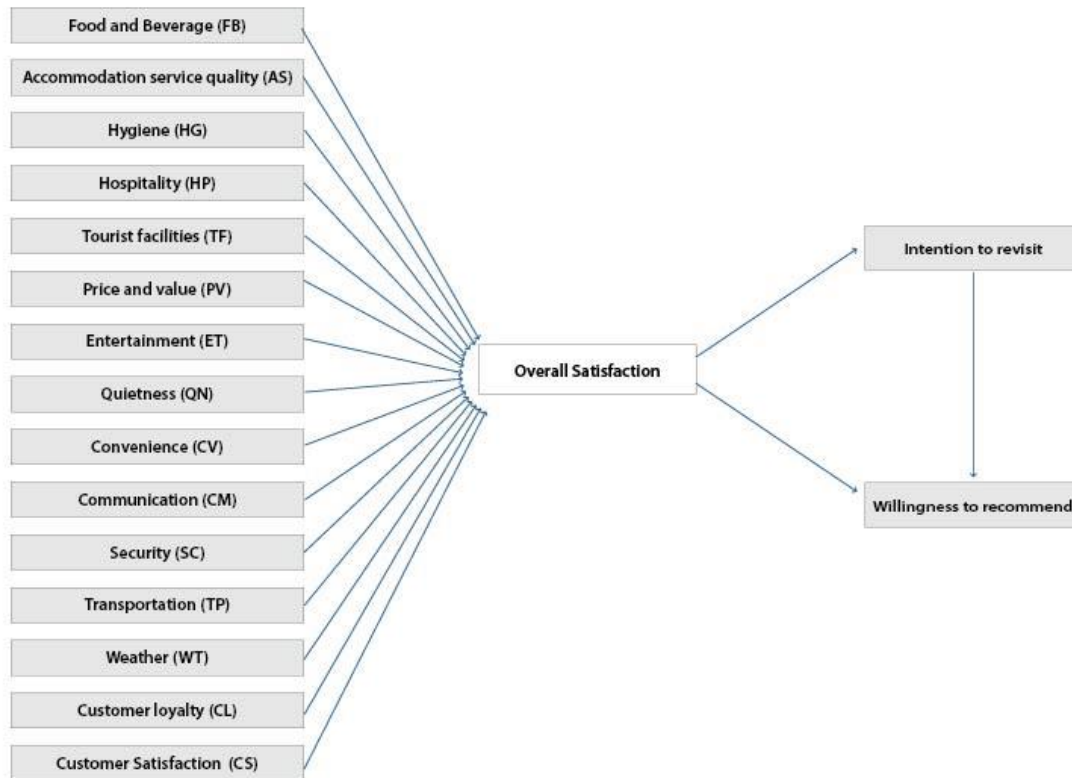 Food and Beverage (FB)
Accommodation service quality (AS)
Hygiene (HG)
Hospitality (HP)
Tourist facilities (TF)
Price and value (PV)
Entertainment (ET)
Quietness (QN)
Convenience (CV)
Communication (CM)
Security (SC)
Transportation (TP)
Weather (WT)
Customer loyalty (CL)
Customer Satisfaction (CS)
Overall Satisfaction
Intention to revisit
Willingness to recommend